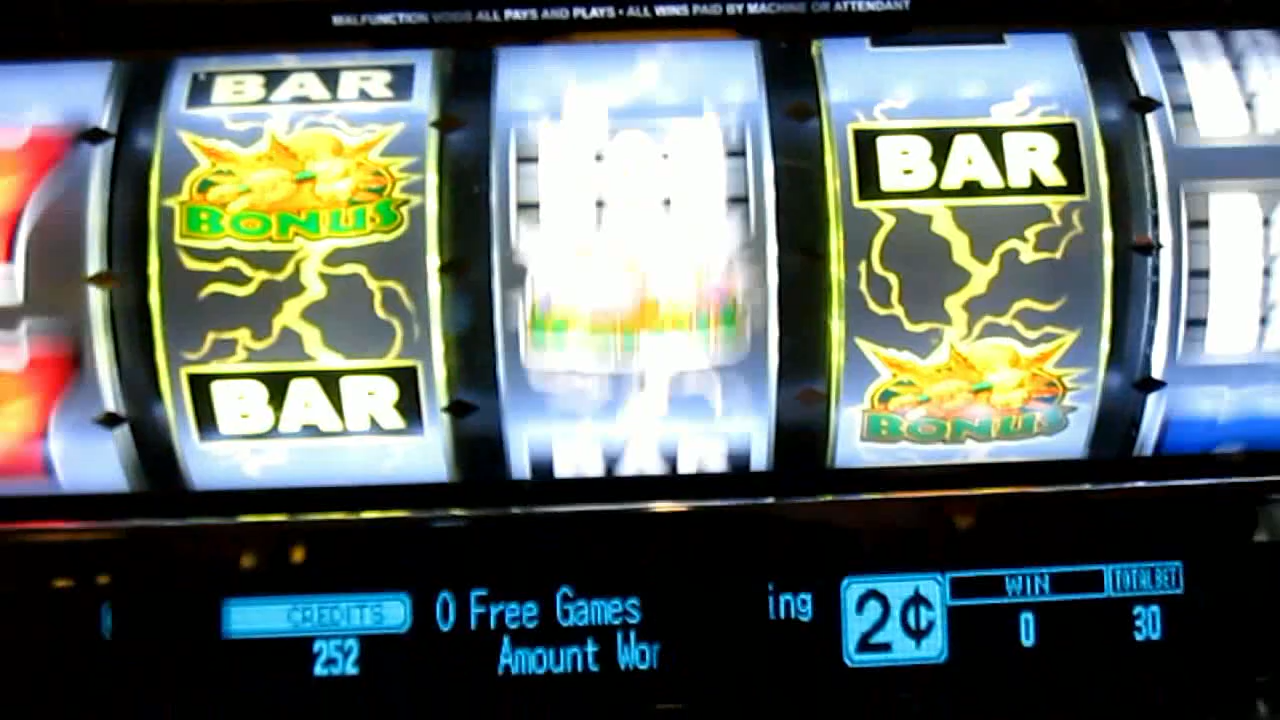 MALFUNCTION VOIDS ALL PAYS AND PLAYS • ALL WINS PAID BY MACHINE OR ATTENDANT
BAR
BONUS
BAR
BAR
BAR
BONUS
CREDITS
252
0 Free Games
Amount Wor
ing
2¢
WIN
0
TOTAL BET
30